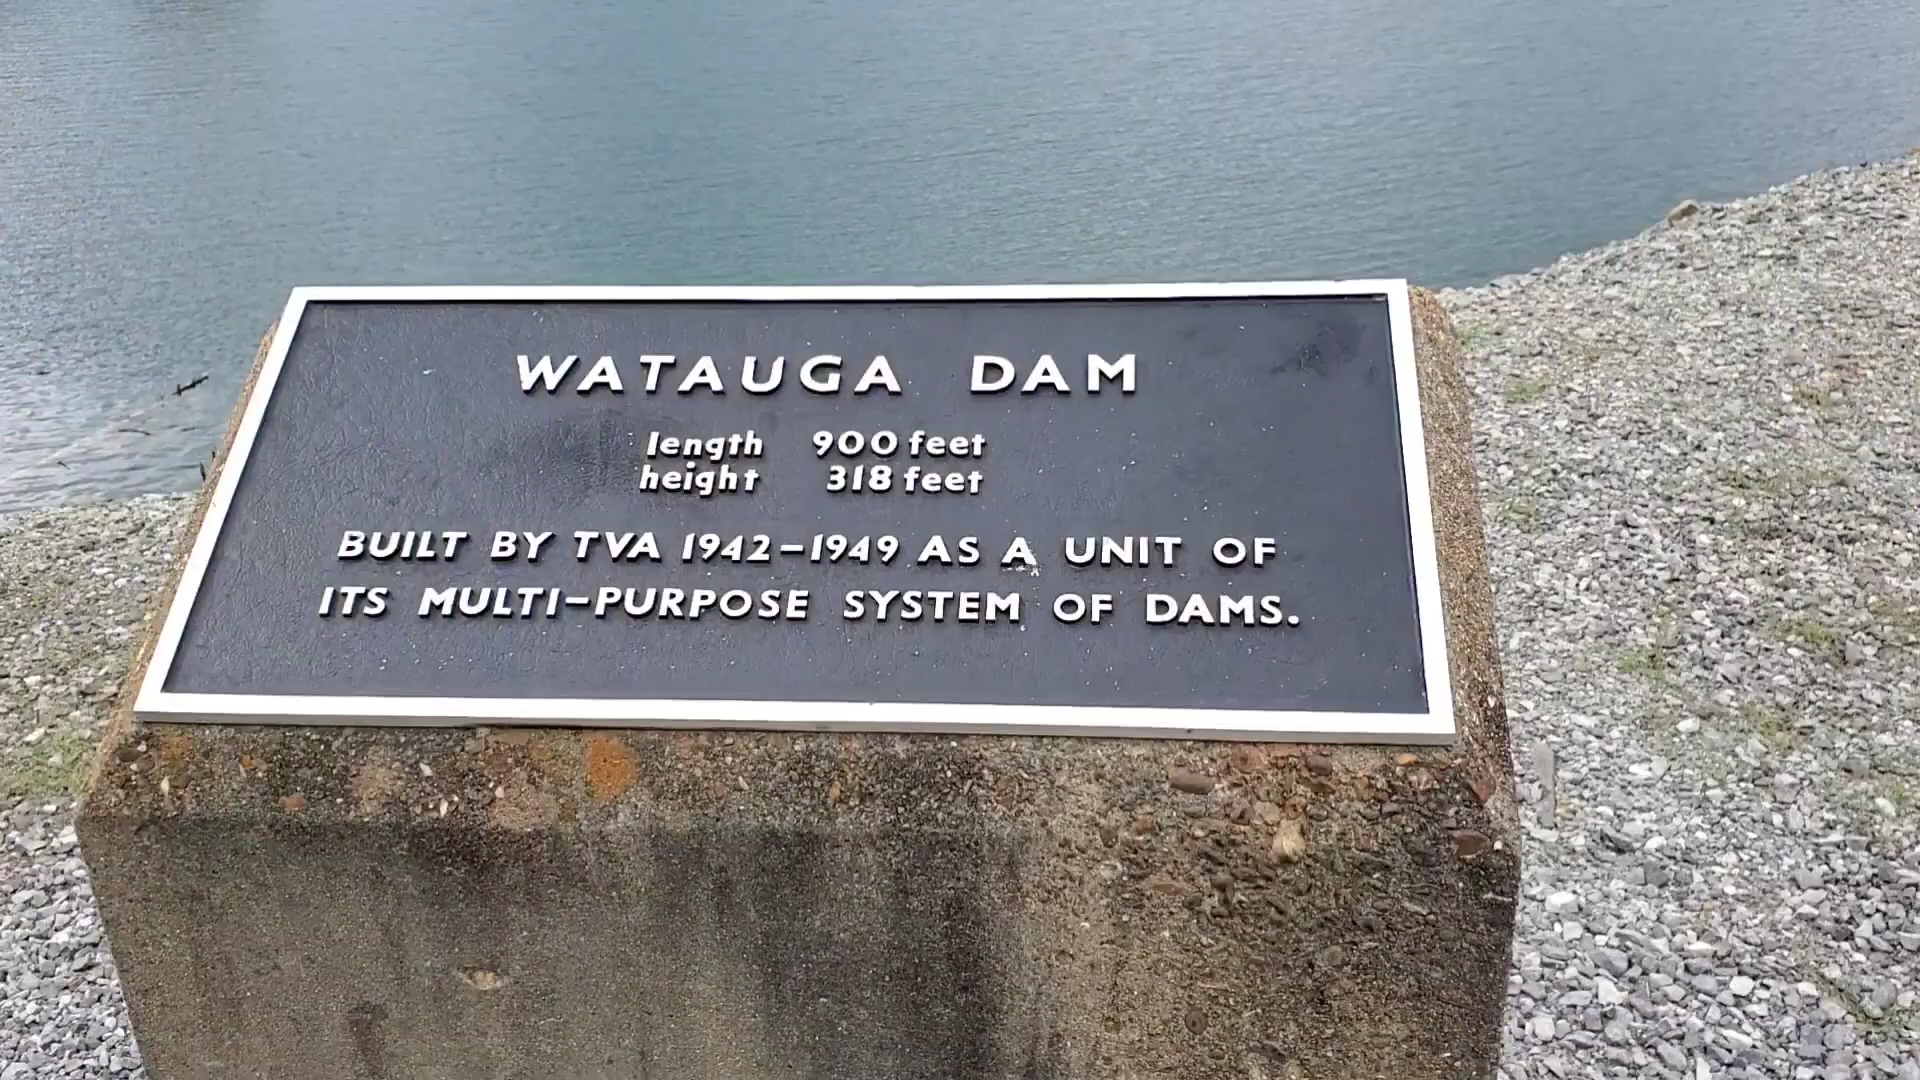 WATAUGA DAM
length 900 feet
height 318 feet
BUILT BY TVA 1942-1949 AS A UNIT OF
ITS MULTI-PURPOSE SYSTEM OF DAMS.